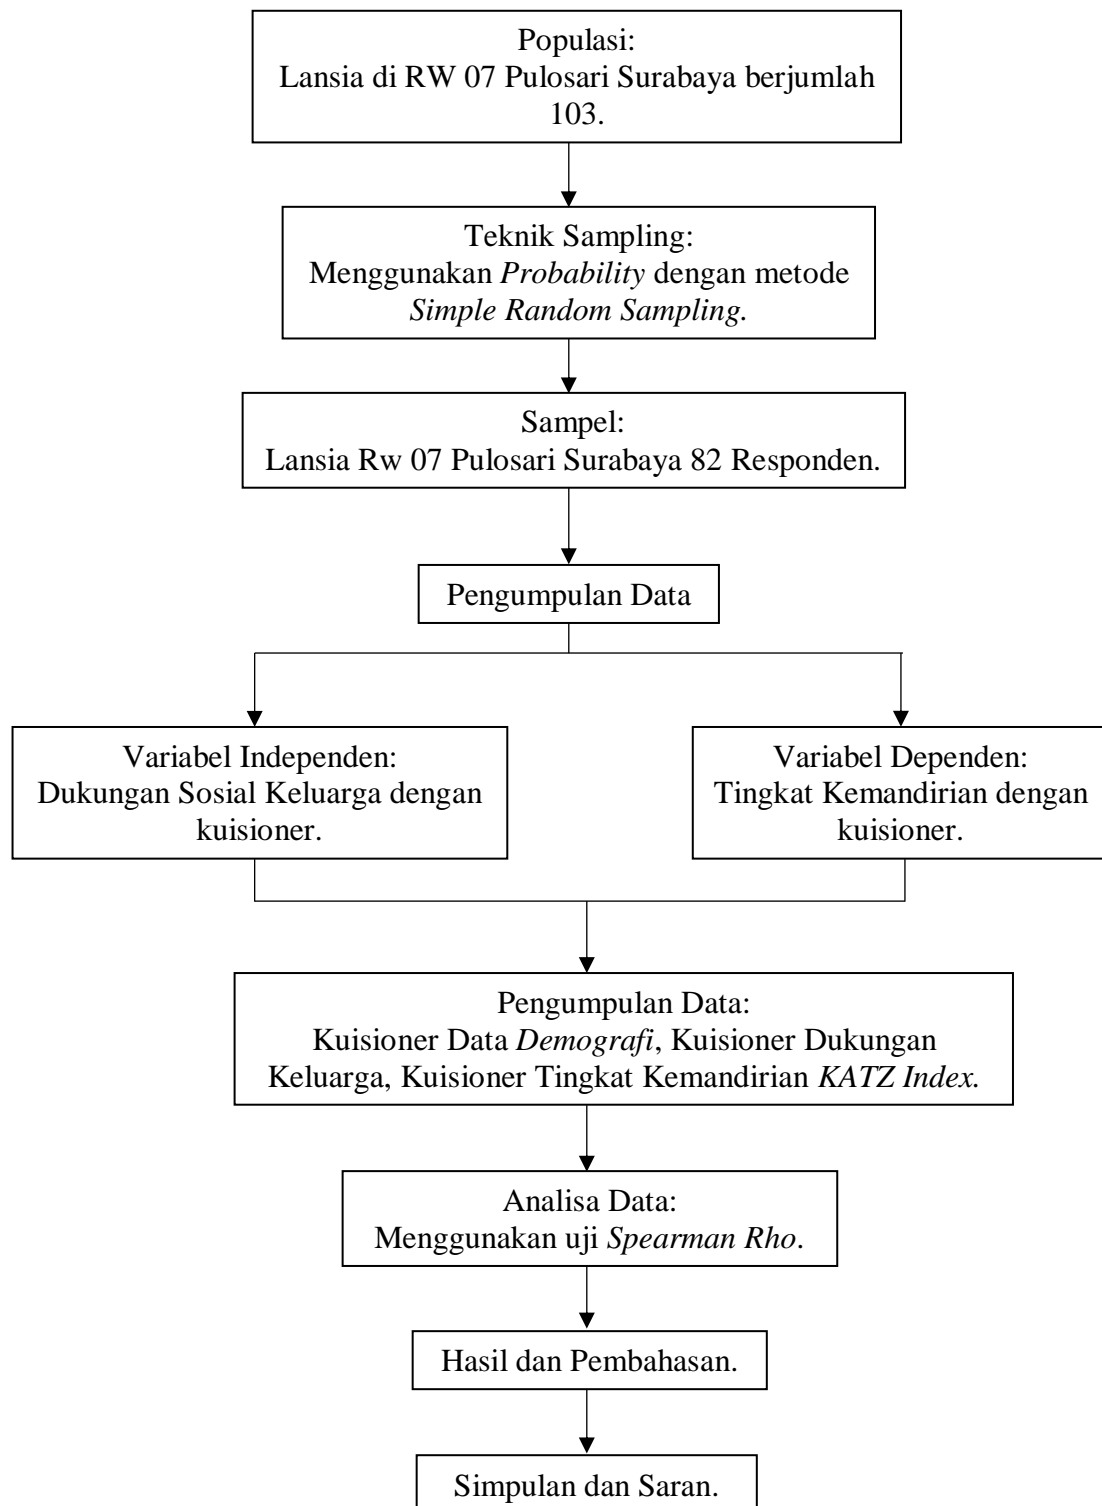 Populasi:
Lansia di RW 07 Pulosari Surabaya berjumlah
103.
Teknik Sampling:
Menggunakan Probability dengan metode
Simple Random Sampling.
Sampel:
Lansia Rw 07 Pulosari Surabaya 82 Responden.
Pengumpulan Data
Variabel Independen:
Dukungan Sosial Keluarga dengan
kuisioner.
Variabel Dependen:
Tingkat Kemandirian dengan
kuisioner.
Pengumpulan Data:
Kuisioner Data Demografi, Kuisioner Dukungan
Keluarga, Kuisioner Tingkat Kemandirian KATZ Index.
Analisa Data:
Menggunakan uji Spearman Rho.
Hasil dan Pembahasan.
Simpulan dan Saran.